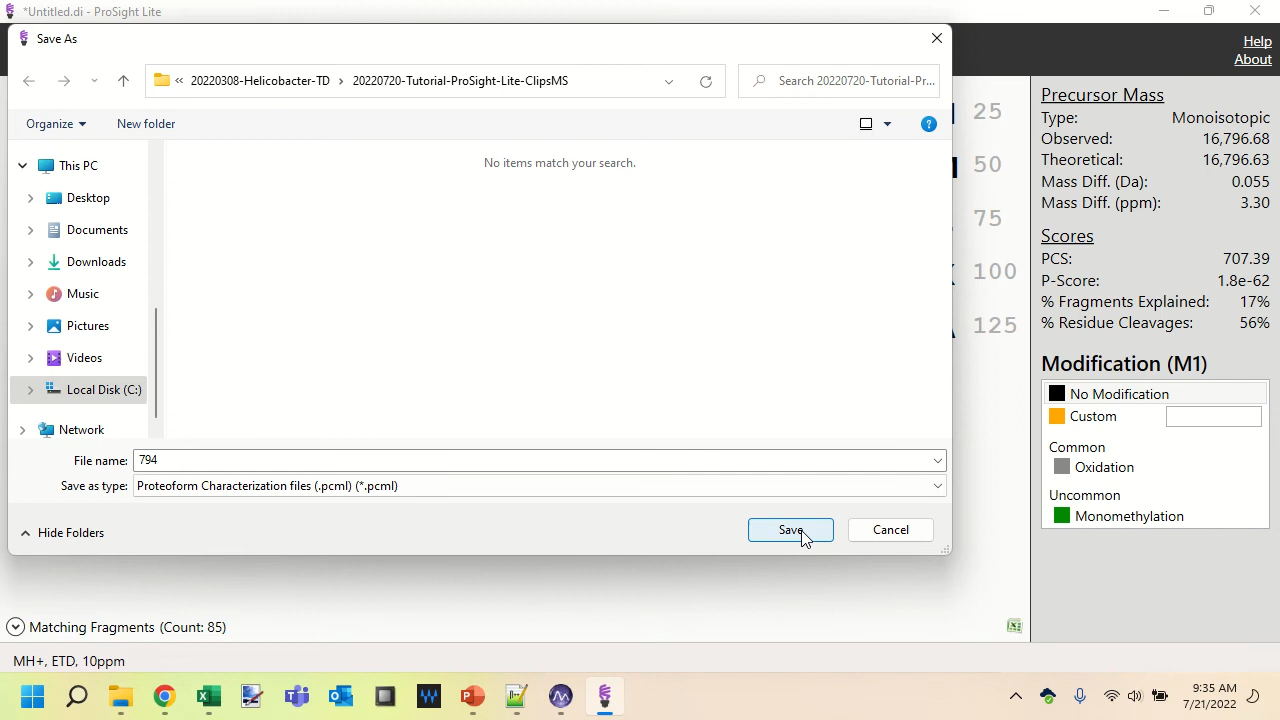 *Untitled.di - ProSight Lite
Save As
Help
About
« 20220308-Helicobacter-TD › 20220720-Tutorial-ProSight-Lite-ClipsMS
Search 20220720-Tutorial-Pr...
Organize
New folder
This PC
Desktop
Documents
Downloads
Music
Pictures
Videos
Local Disk (C:)
Network
No items match your search.
File name: 794
Save as type: Proteoform Characterization files (.pcml) (*.pcml)
Hide Folders
Save
Cancel
25
50
75
100
125
Precursor Mass
Type: Monoisotopic
Observed: 16,796.68
Theoretical: 16,796.63
Mass Diff. (Da): 0.055
Mass Diff. (ppm): 3.30
Scores
PCS: 707.39
P-Score: 1.8e-62
% Fragments Explained: 17%
% Residue Cleavages: 56%
Modification (M1)
No Modification
Custom
Common
Oxidation
Uncommon
Monomethylation
Matching Fragments (Count: 85)
MH+, ETD, 10ppm
9:35 AM
7/21/2022